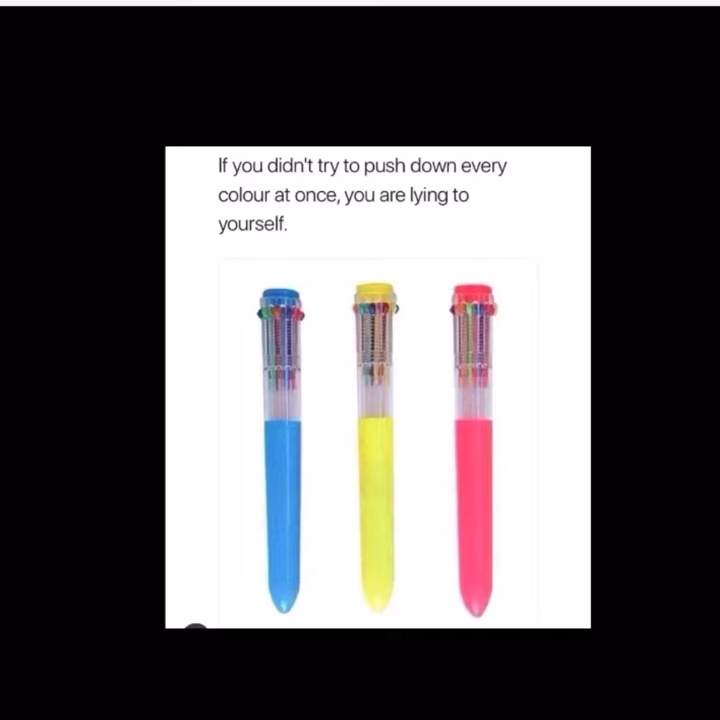 If you didn't try to push down every
colour at once, you are lying to
yourself.